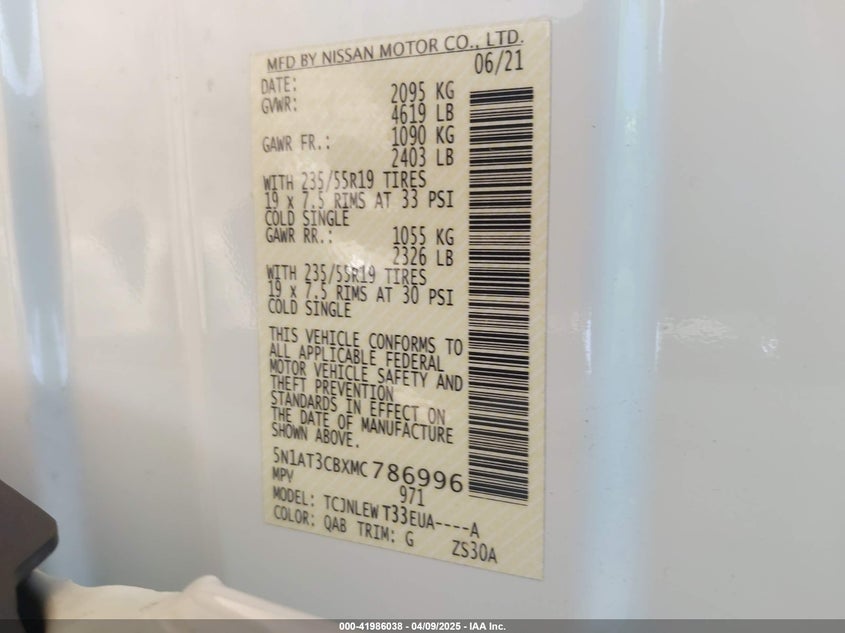 MFD BY NISSAN MOTOR CO., LTD.
DATE: 06/21
GVWR: 2095 KG
4619 LB
GAWR FR.: 1090 KG
2403 LB
WITH 235/55R19 TIRES
19 x 7.5 RIMS AT 33 PSI
COLD SINGLE
GAWR RR.: 1055 KG
2326 LB
WITH 235/55R19 TIRES
19 x 7.5 RIMS AT 30 PSI
COLD SINGLE
THIS VEHICLE CONFORMS TO
ALL APPLICABLE FEDERAL
MOTOR VEHICLE SAFETY AND
THEFT PREVENTION
STANDARDS IN EFFECT ON
THE DATE OF MANUFACTURE
SHOWN ABOVE.
5N1AT3CBXMC786996
MPV 971
MODEL: TCJNLEW T33EUA----A
COLOR: QAB TRIM: G ZS30A
000-41986038 - 04/09/2025 - IAA Inc.